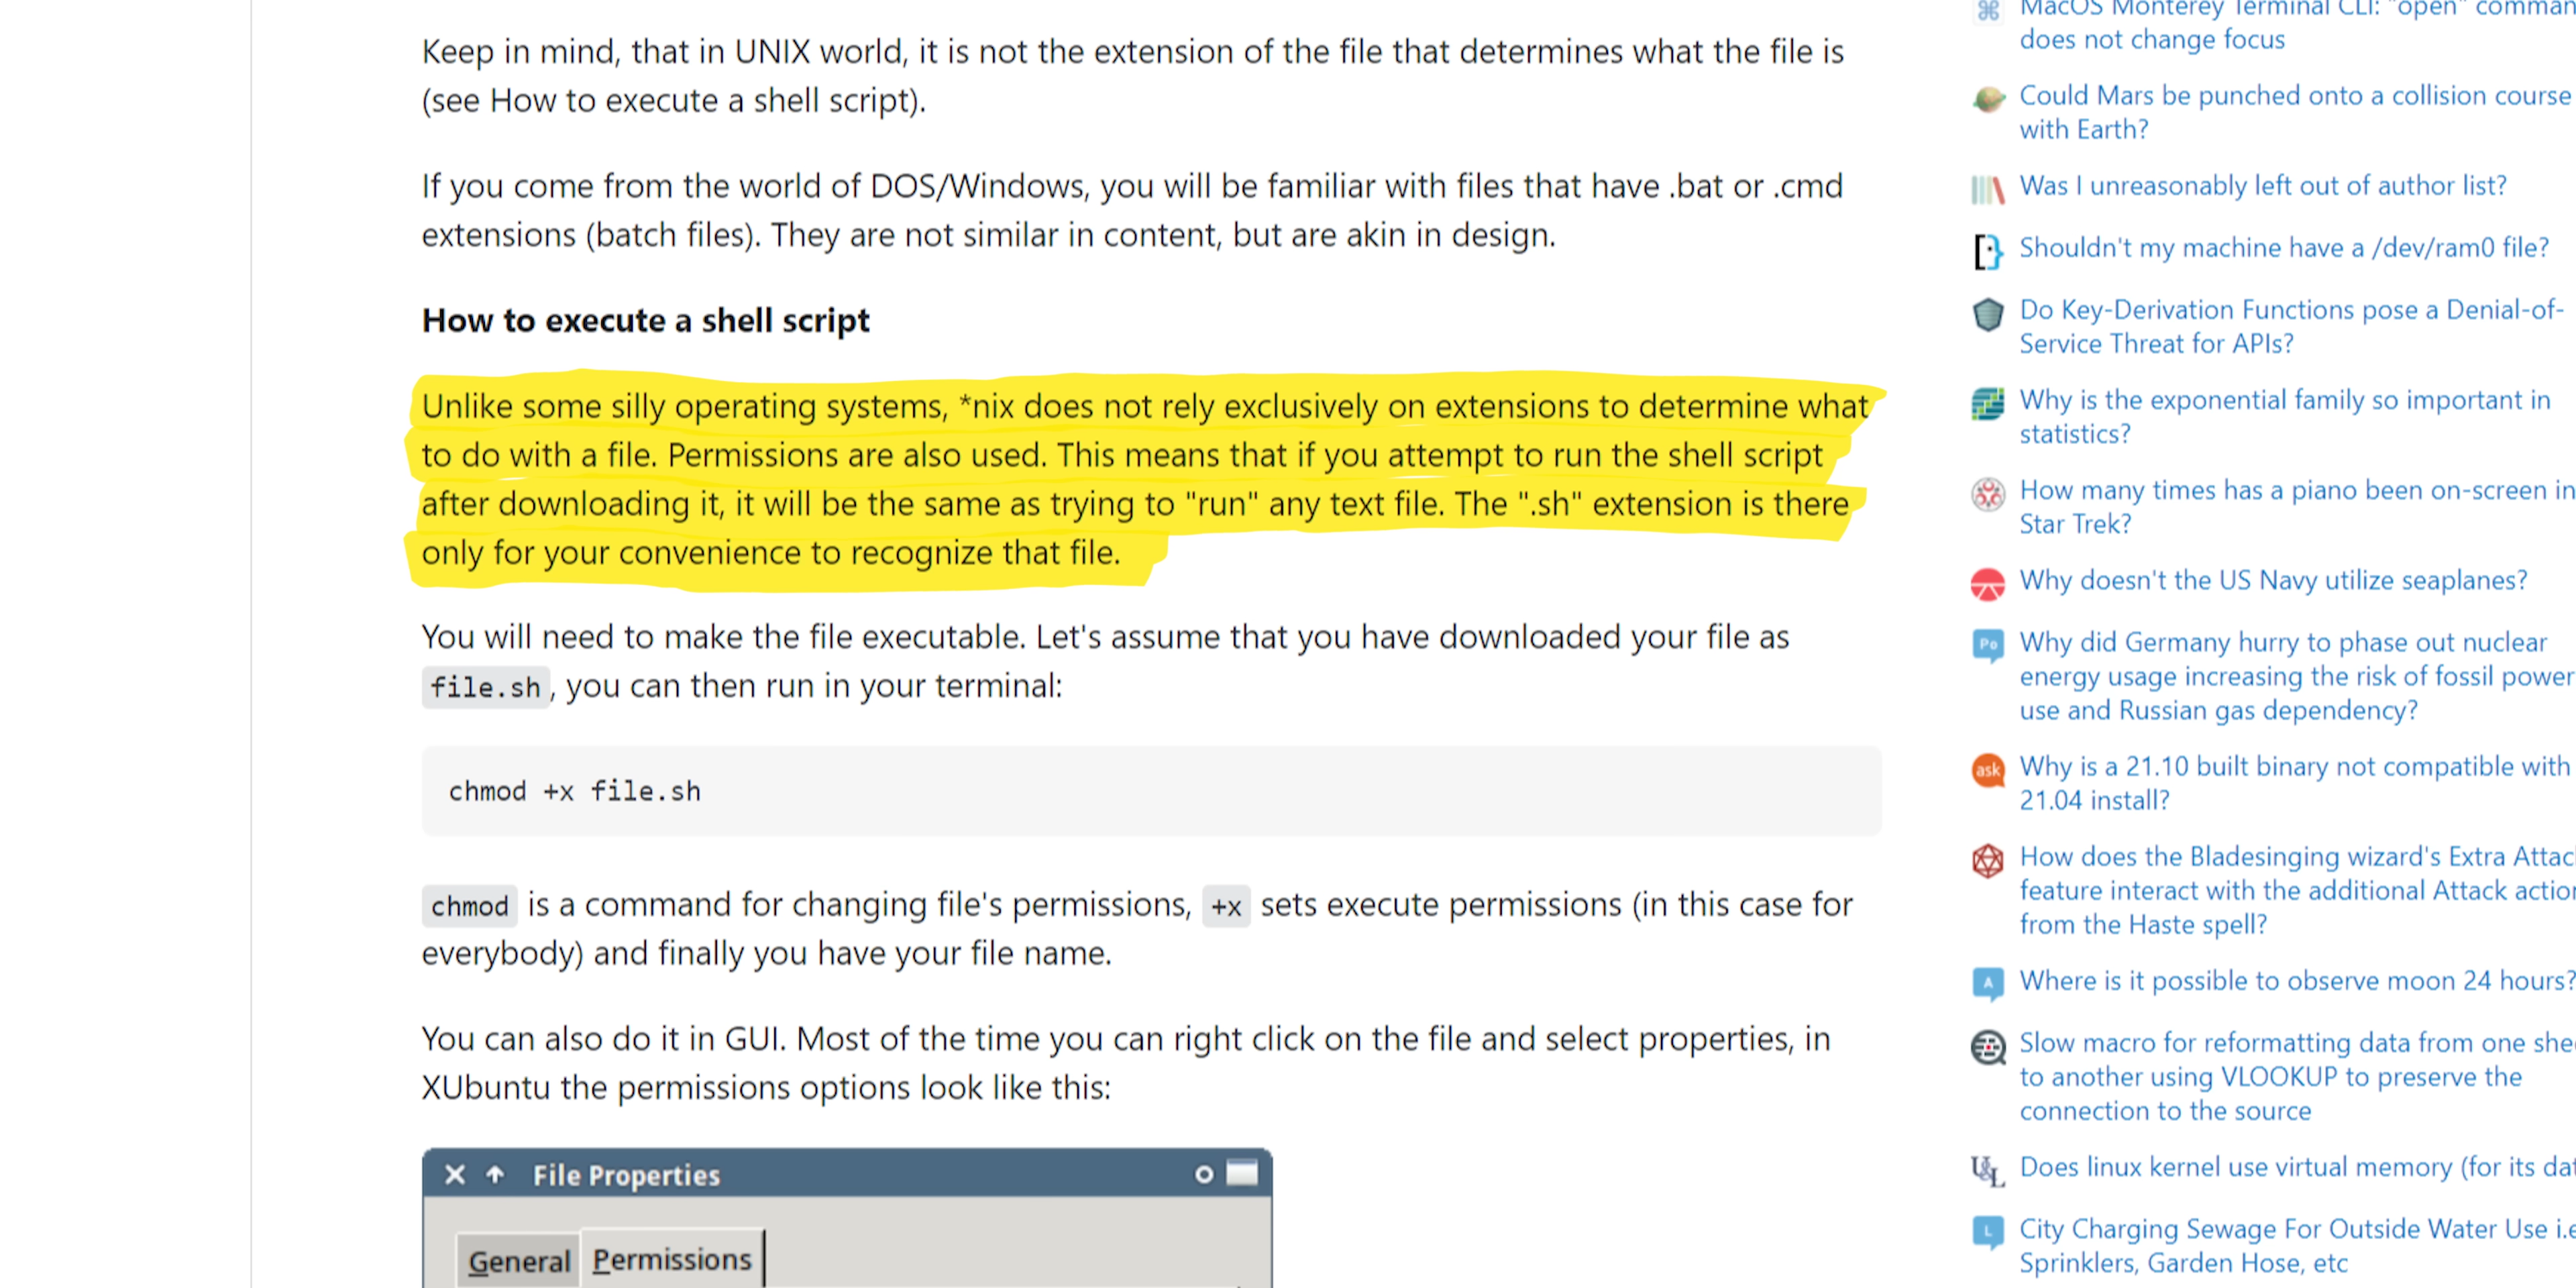 Keep in mind, that in UNIX world, it is not the extension of the file that determines what the file is
(see How to execute a shell script).
If you come from the world of DOS/Windows, you will be familiar with files that have .bat or .cmd
extensions (batch files). They are not similar in content, but are akin in design.
How to execute a shell script
Unlike some silly operating systems, *nix does not rely exclusively on extensions to determine what
to do with a file. Permissions are also used. This means that if you attempt to run the shell script
after downloading it, it will be the same as trying to "run" any text file. The ".sh" extension is there
only for your convenience to recognize that file.
You will need to make the file executable. Let's assume that you have downloaded your file as
file.sh, you can then run in your terminal:
chmod +x file.sh
chmod is a command for changing file's permissions, +x sets execute permissions (in this case for
everybody) and finally you have your file name.
You can also do it in GUI. Most of the time you can right click on the file and select properties, in
XUbuntu the permissions options look like this:
File Properties
General Permissions
MacOS Monterey Terminal CLI: "open"
does not change focus
Could Mars be punched onto a collision course
with Earth?
Was I unreasonably left out of author list?
Shouldn't my machine have a /dev/ram0 file?
Do Key-Derivation Functions pose a Denial-of-
Service Threat for APIs?
Why is the exponential family so important in
statistics?
How many times has a piano been on-screen in
Star Trek?
Why doesn't the US Navy utilize seaplanes?
Po
Why did Germany hurry to phase out nuclear
energy usage increasing the risk of fossil power
use and Russian gas dependency?
ask
Why is a 21.10 built binary not compatible with
21.04 install?
How does the Bladesinging wizard's Extra
feature interact with the additional Attack
from the Haste spell?
A
Where is it possible to observe moon 24 hours?
Slow macro for reformatting data from one
to another using VLOOKUP to preserve the
connection to the source
U&L
Does linux kernel use virtual memory (for its
L
City Charging Sewage For Outside Water Use
Sprinklers, Garden Hose, etc